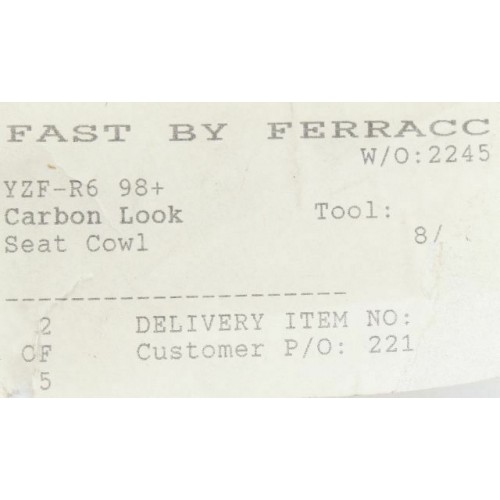 FAST BY FERRACC
W/O:2245
YZF-R6 98+
Carbon Look Tool:
Seat Cowl 8/
--------------------
2 DELIVERY ITEM NO:
OF Customer P/O: 221
5